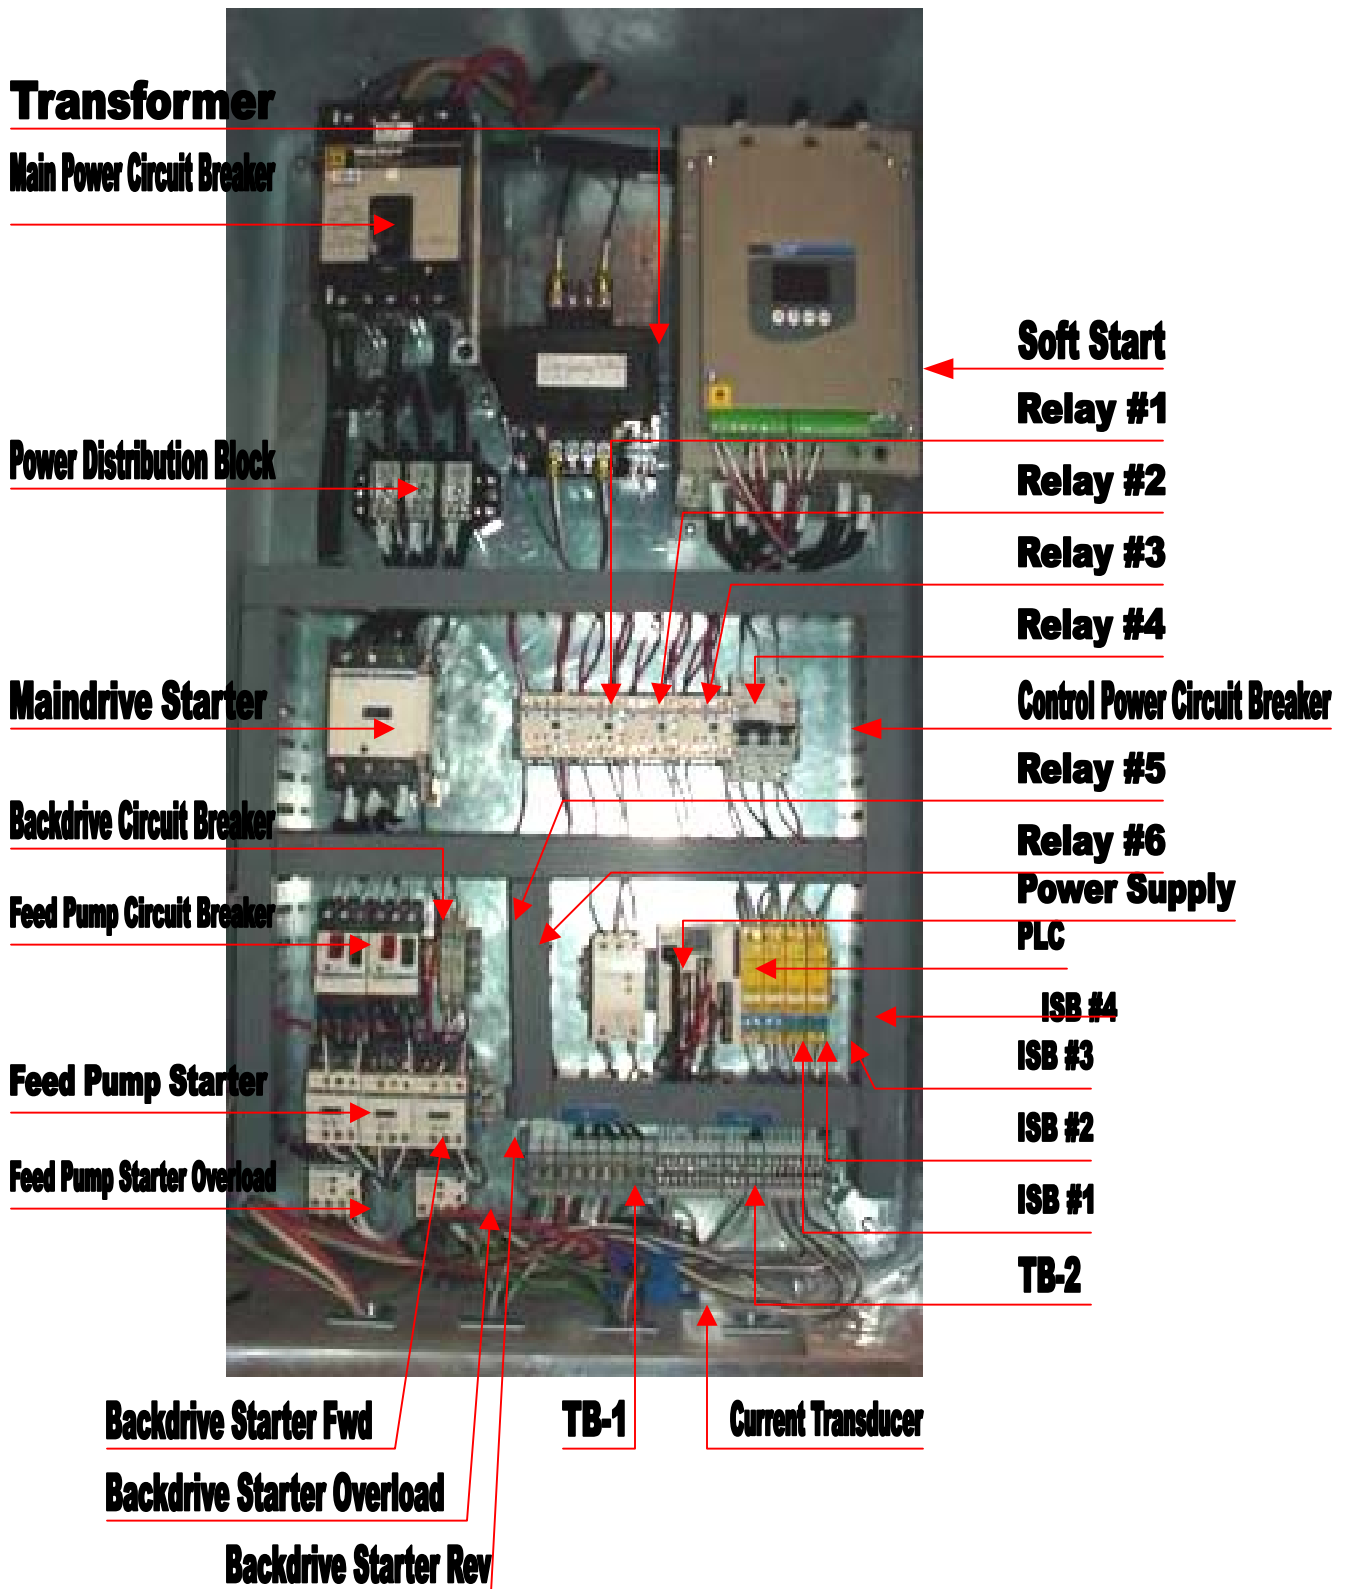 Transformer
Main Power Circuit Breaker
Power Distribution Block
Maindrive Starter
Backdrive Circuit Breaker
Feed Pump Circuit Breaker
Feed Pump Starter
Feed Pump Starter Overload
Soft Start
Relay #1
Relay #2
Relay #3
Relay #4
Control Power Circuit Breaker
Relay #5
Relay #6
Power Supply
PLC
ISB #4
ISB #3
ISB #2
ISB #1
TB-2
Backdrive Starter Fwd
TB-1
Current Transducer
Backdrive Starter Overload
Backdrive Starter Rev